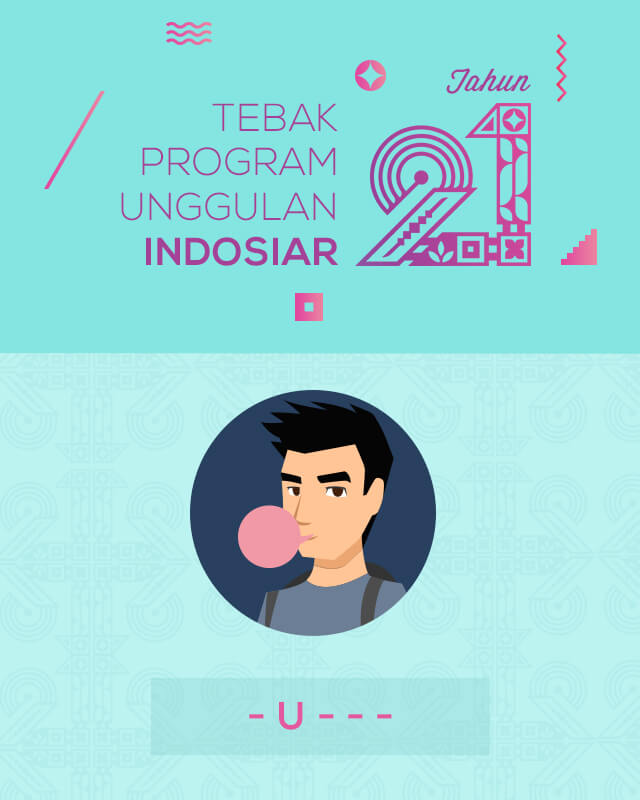 Tahun
TEBAK
PROGRAM
UNGGULAN
INDOSIAR
21
- U - - -